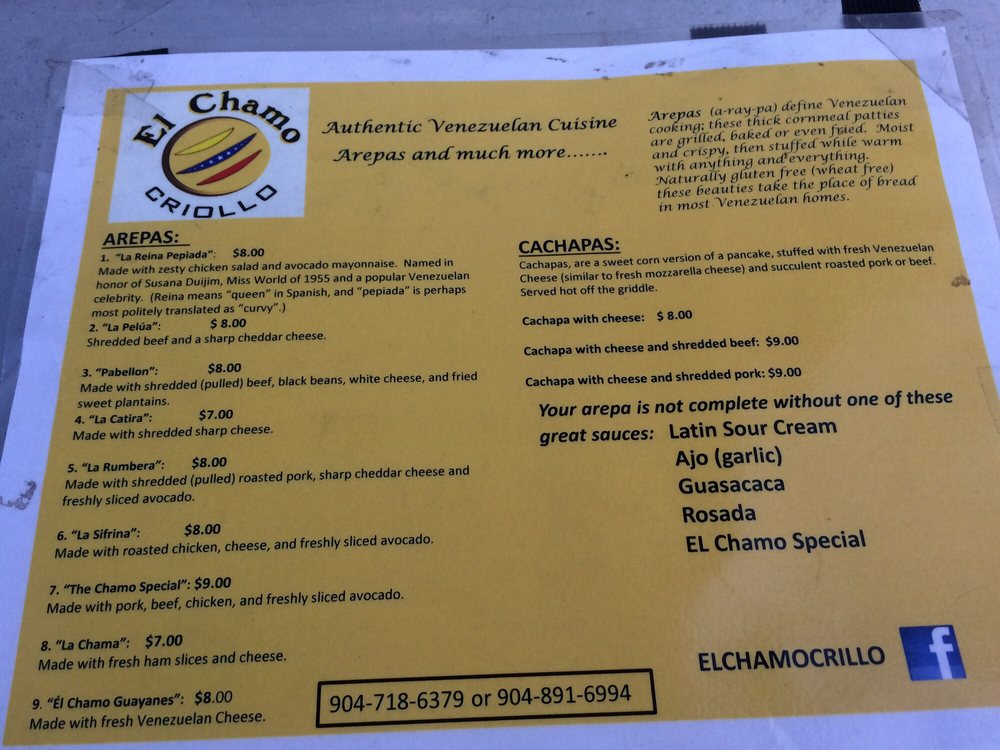 El Chamo
CRIOLLO
Authentic Venezuelan Cuisine
Arepas and much more.......
Arepas (a-ray-pa) define Venezuelan
cooking; these thick cornmeal patties
are grilled, baked or even fried. Moist
and crispy, then stuffed while warm
with anything and everything.
Naturally gluten free (wheat free)
these beauties take the place of bread
in most Venezuelan homes.
AREPAS:
1. “La Reina Pepiada”: $8.00
Made with zesty chicken salad and avocado mayonnaise. Named in
honor of Susana Duijim, Miss World of 1955 and a popular Venezuelan
celebrity. (Reina means “queen” in Spanish, and “pepiada” is perhaps
most politely translated as “curvy”.)
2. “La Pelúa”: $ 8.00
Shredded beef and a sharp cheddar cheese.
3. “Pabellon”: $8.00
Made with shredded (pulled) beef, black beans, white cheese, and fried
sweet plantains.
4. “La Catira”: $7.00
Made with shredded sharp cheese.
5. “La Rumbera”: $8.00
Made with shredded (pulled) roasted pork, sharp cheddar cheese and
freshly sliced avocado.
6. “La Sifrina”: $8.00
Made with roasted chicken, cheese, and freshly sliced avocado.
7. “The Chamo Special”: $9.00
Made with pork, beef, chicken, and freshly sliced avocado.
8. “La Chama”: $7.00
Made with fresh ham slices and cheese.
9. “Él Chamo Guayanes”: $8.00
Made with fresh Venezuelan Cheese.
CACHAPAS:
Cachapas, are a sweet corn version of a pancake, stuffed with fresh Venezuelan
Cheese (similar to fresh mozzarella cheese) and succulent roasted pork or beef.
Served hot off the griddle.
Cachapa with cheese: $ 8.00
Cachapa with cheese and shredded beef: $9.00
Cachapa with cheese and shredded pork: $9.00
Your arepa is not complete without one of these
great sauces: Latin Sour Cream
Ajo (garlic)
Guasacaca
Rosada
EL Chamo Special
ELCHAMOCRILLO f
904-718-6379 or 904-891-6994